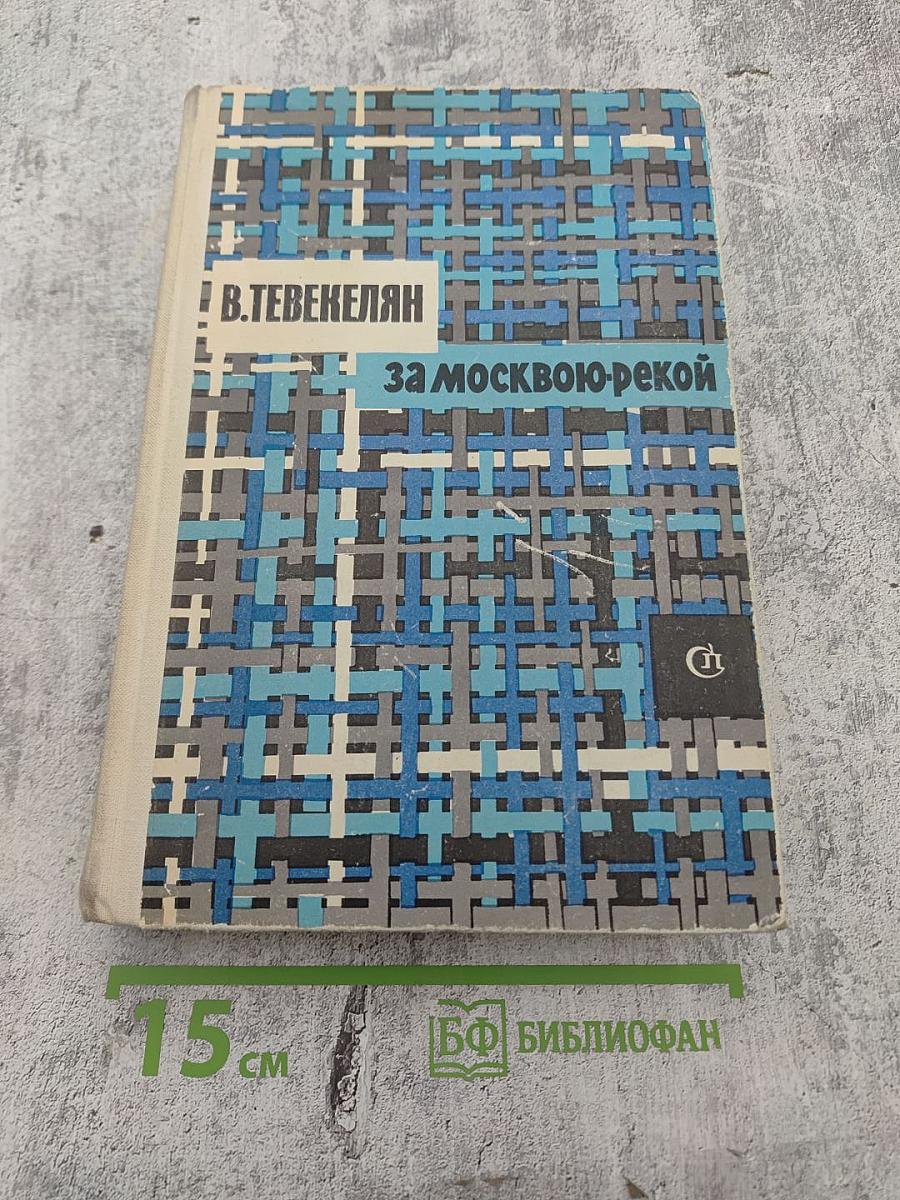 В.ТЕВЕКЕЛЯН
за москвою-рекой
СП
15 см
БФ БИБЛИОФАН